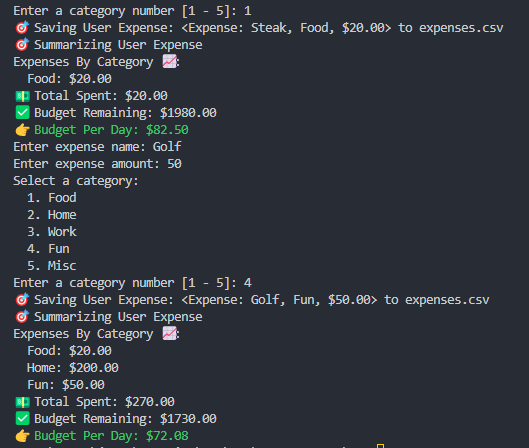 Enter a category number [1 - 5]: 1
🎯 Saving User Expense: <Expense: Steak, Food, $20.00> to expenses.csv
🎯 Summarizing User Expense
Expenses By Category 📈:
  Food: $20.00
💵 Total Spent: $20.00
✅ Budget Remaining: $1980.00
👉 Budget Per Day: $82.50
Enter expense name: Golf
Enter expense amount: 50
Select a category:
  1. Food
  2. Home
  3. Work
  4. Fun
  5. Misc
Enter a category number [1 - 5]: 4
🎯 Saving User Expense: <Expense: Golf, Fun, $50.00> to expenses.csv
🎯 Summarizing User Expense
Expenses By Category 📈:
  Food: $20.00
  Home: $200.00
  Fun: $50.00
💵 Total Spent: $270.00
✅ Budget Remaining: $1730.00
👉 Budget Per Day: $72.08